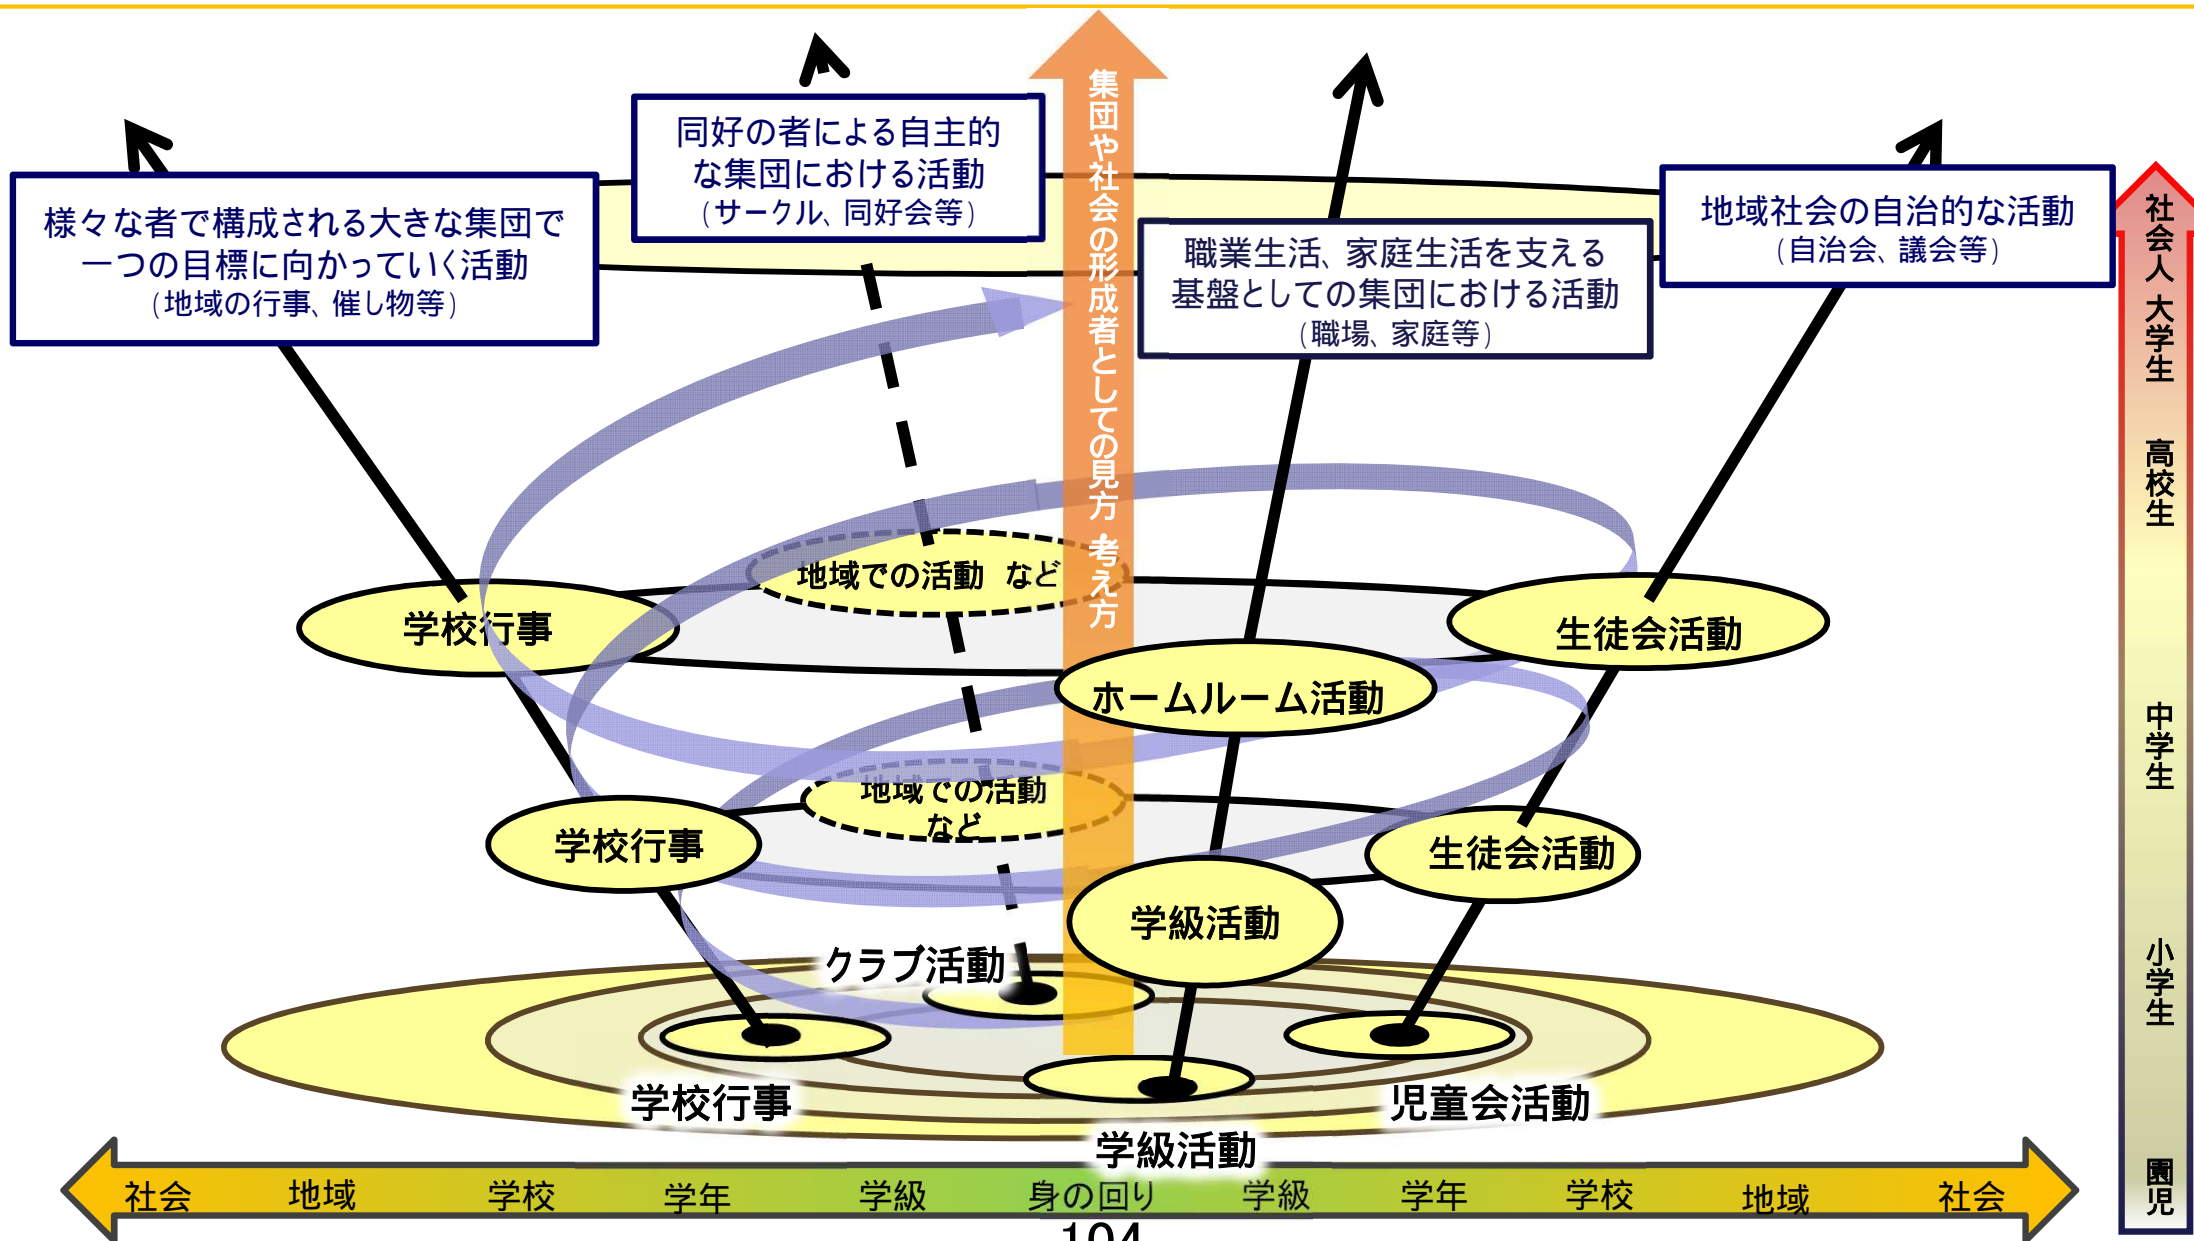 集団や社会の形成者としての見方・考え方
同好の者による自主的
な集団における活動
(サークル、同好会等)
様々な者で構成される大きな集団で
一つの目標に向かっていく活動
(地域の行事、催し物等)
職業生活、家庭生活を支える
基盤としての集団における活動
(職場、家庭等)
地域社会の自治的な活動
(自治会、議会等)
社会人
大学生
高校生
中学生
小学生
園児
地域での活動 など
学校行事
生徒会活動
ホームルーム活動
地域での活動
など
学校行事
生徒会活動
学級活動
クラブ活動
学校行事
児童会活動
学級活動
社会 地域 学校 学年 学級 身の回り 学級 学年 学校 地域 社会
104